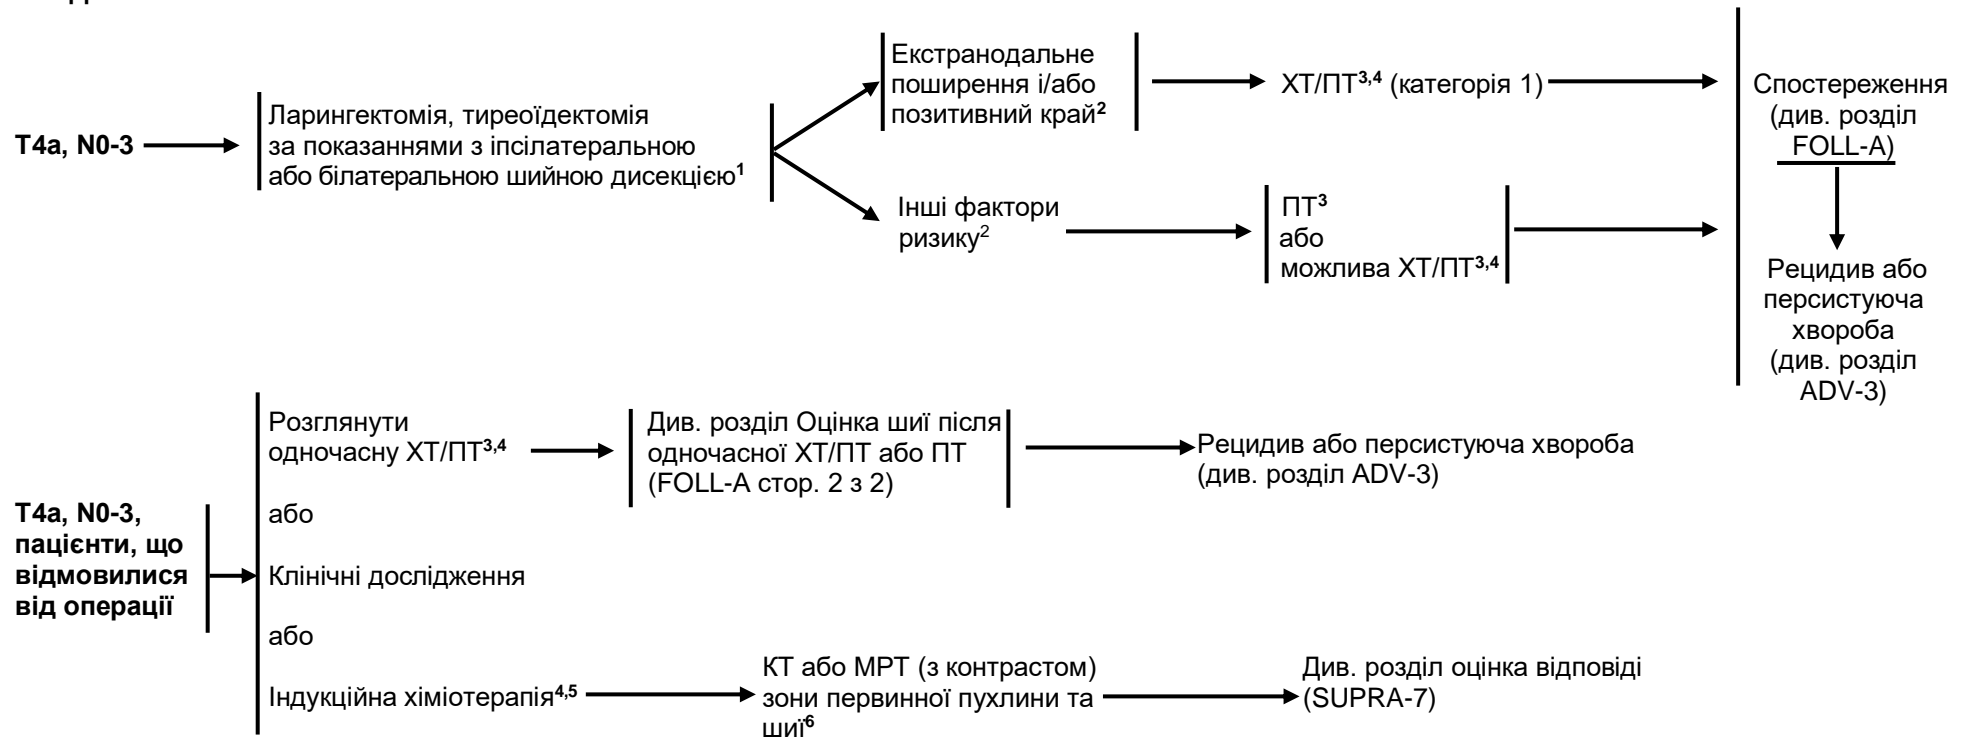 T4a, N0-3
Ларингектомія, тиреоїдектомія
за показаннями з іпсілатеральною
або білатеральною шийною дисекцією1
Екстранодальне
поширення і/або
позитивний край2
ХТ/ПТ3,4 (категорія 1)
Інші фактори
ризику2
ПТ3
або
можлива ХТ/ПТ3,4
Спостереження
(див. розділ
FOLL-A)
Рецидив або
персистуюча
хвороба
(див. розділ
ADV-3)
T4a, N0-3,
пацієнти, що
відмовилися
від операції
Розглянути
одночасну ХТ/ПТ3,4
Див. розділ Оцінка шиї після
одночасної ХТ/ПТ або ПТ
(FOLL-A стор. 2 з 2)
Рецидив або персистуюча хвороба
(див. розділ ADV-3)
або
Клінічні дослідження
або
Індукційна хіміотерапія4,5
КТ або МРТ (з контрастом)
зони первинної пухлини та
шиї6
Див. розділ оцінка відповіді
(SUPRA-7)